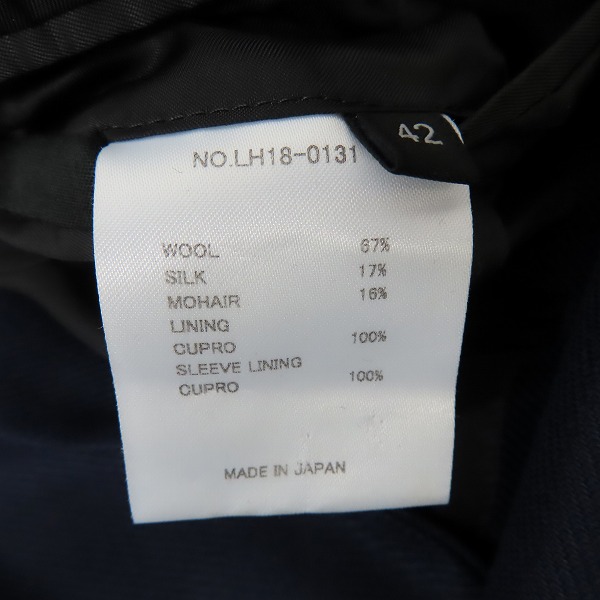 42
NO.LH18-0131
WOOL 67%
SILK 17%
MOHAIR 16%
LINING
CUPRO 100%
SLEEVE LINING
CUPRO 100%
MADE IN JAPAN